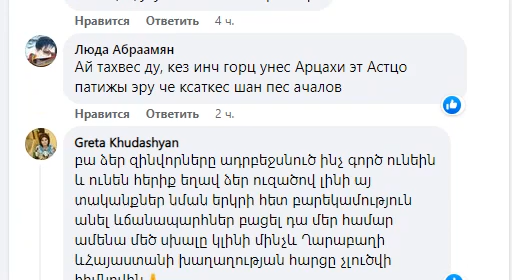 Нравится Ответить 4 ч.
Люда Абраамян
Ай тахвес ду, кез инч горц унес Арцахи эт Астцо
патижы эру че ксаткес шан пес ачалов
Нравится Ответить 2 ч.
Greta Khudashyan
բա ձեր զինվորները ադրբեջսնուծ ինչ գործ ունեին
և ունեն հերիք եղավ ձեր ուզածով լինի այ
տականքներ նման երկրի հետ բարեկամություն
անել ևճանապարհներ բացել դա մեր համար
ամենա մեծ սխալը կլինի մինչև Ղարաբաղի
ևՀայաստանի խաղաղության հարցը չլուծվի